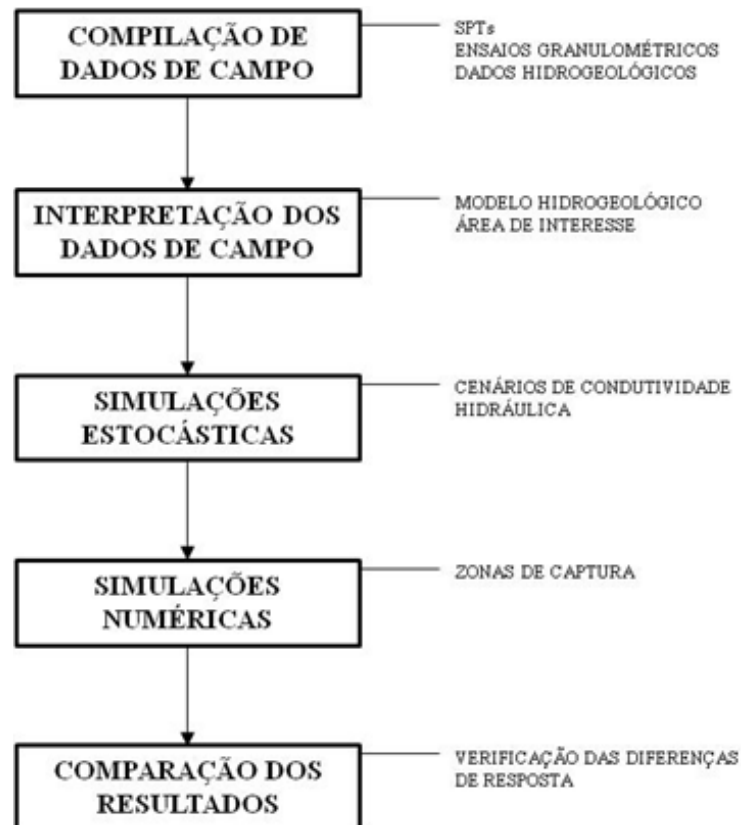 COMPILAÇÃO DE
DADOS DE CAMPO
SPTs
ENSAIOS GRANULOMÉTRICOS
DADOS HIDROGEOLÓGICOS
INTERPRETAÇÃO DOS
DADOS DE CAMPO
MODELO HIDROGEOLÓGICO
ÁREA DE INTERESSE
SIMULAÇÕES
ESTOCÁSTICAS
CENÁRIOS DE CONDUTIVIDADE
HIDRÁULICA
SIMULAÇÕES
NUMÉRICAS
ZONAS DE CAPTURA
COMPARAÇÃO DOS
RESULTADOS
VERIFICAÇÃO DAS DIFERENÇAS
DE RESPOSTA